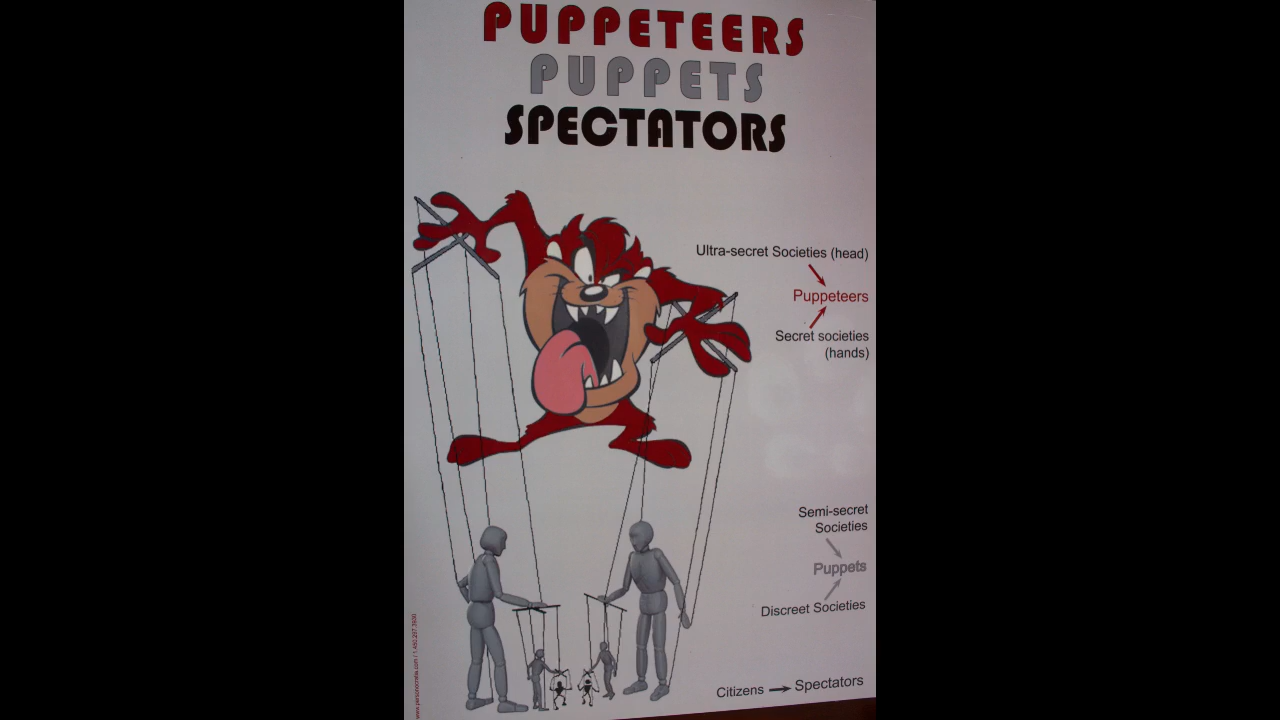 PUPPETEERS
PUPPETS
SPECTATORS
Ultra-secret Societies (head)
Puppeteers
Secret societies
(hands)
Semi-secret
Societies
Puppets
Discreet Societies
Citizens
Spectators